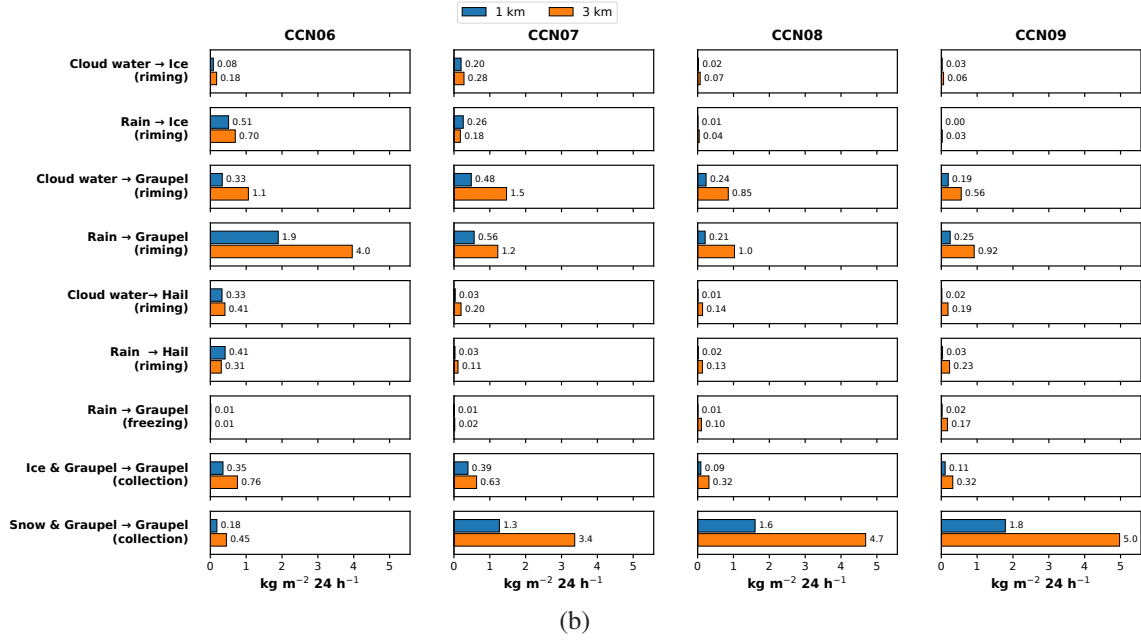 1 km 3 km
CCN06 CCN07 CCN08 CCN09
Cloud water → Ice
(riming)
0.08 0.20 0.02 0.03
0.18 0.28 0.07 0.06
Rain → Ice
(riming)
0.51 0.26 0.01 0.00
0.70 0.18 0.04 0.03
Cloud water → Graupel
(riming)
0.33 0.48 0.24 0.19
1.1 1.5 0.85 0.56
Rain → Graupel
(riming)
1.9 0.56 0.21 0.25
4.0 1.2 1.0 0.92
Cloud water→ Hail
(riming)
0.33 0.03 0.01 0.02
0.41 0.20 0.14 0.19
Rain → Hail
(riming)
0.41 0.03 0.02 0.03
0.31 0.11 0.13 0.23
Rain → Graupel
(freezing)
0.01 0.01 0.01 0.02
0.01 0.02 0.10 0.17
Ice & Graupel → Graupel
(collection)
0.35 0.39 0.09 0.11
0.76 0.63 0.32 0.32
Snow & Graupel → Graupel
(collection)
0.18 1.3 1.6 1.8
0.45 3.4 4.7 5.0
0 1 2 3 4 5 0 1 2 3 4 5 0 1 2 3 4 5 0 1 2 3 4 5
kg m⁻² 24 h⁻¹ kg m⁻² 24 h⁻¹ kg m⁻² 24 h⁻¹ kg m⁻² 24 h⁻¹
(b)